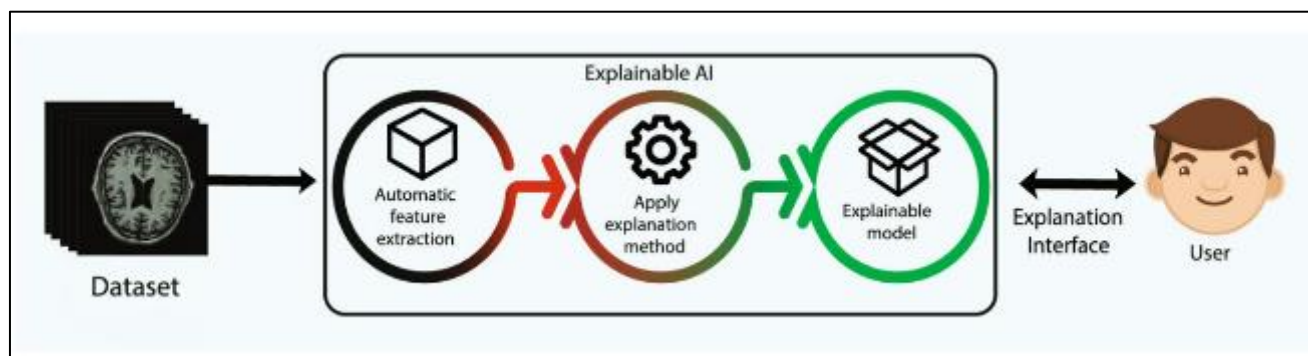 Explainable AI
Automatic
feature
extraction
Apply
explanation
method
Explainable
model
Explanation
Interface
Dataset
User